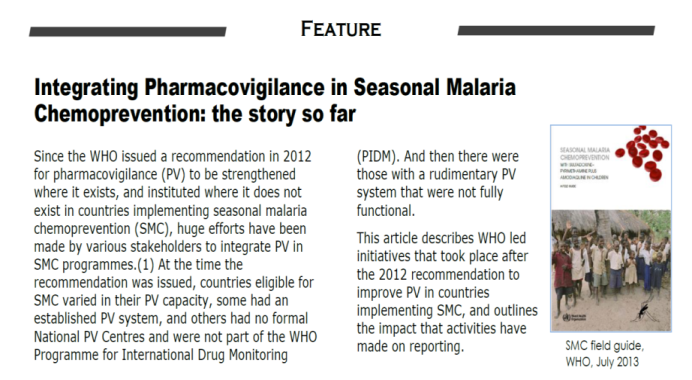 FEATURE
Integrating Pharmacovigilance in Seasonal Malaria
Chemoprevention: the story so far
Since the WHO issued a recommendation in 2012
for pharmacovigilance (PV) to be strengthened
where it exists, and instituted where it does not
exist in countries implementing seasonal malaria
chemoprevention (SMC), huge efforts have been
made by various stakeholders to integrate PV in
SMC programmes.(1) At the time the
recommendation was issued, countries eligible for
SMC varied in their PV capacity, some had an
established PV system, and others had no formal
National PV Centres and were not part of the WHO
Programme for International Drug Monitoring
(PIDM). And then there were
those with a rudimentary PV
system that were not fully
functional.
This article describes WHO led
initiatives that took place after
the 2012 recommendation to
improve PV in countries
implementing SMC, and outlines
the impact that activities have
made on reporting.
SEASONAL MALARIA
CHEMOPREVENTION
IN CHILDREN
SMC field guide,
WHO, July 2013